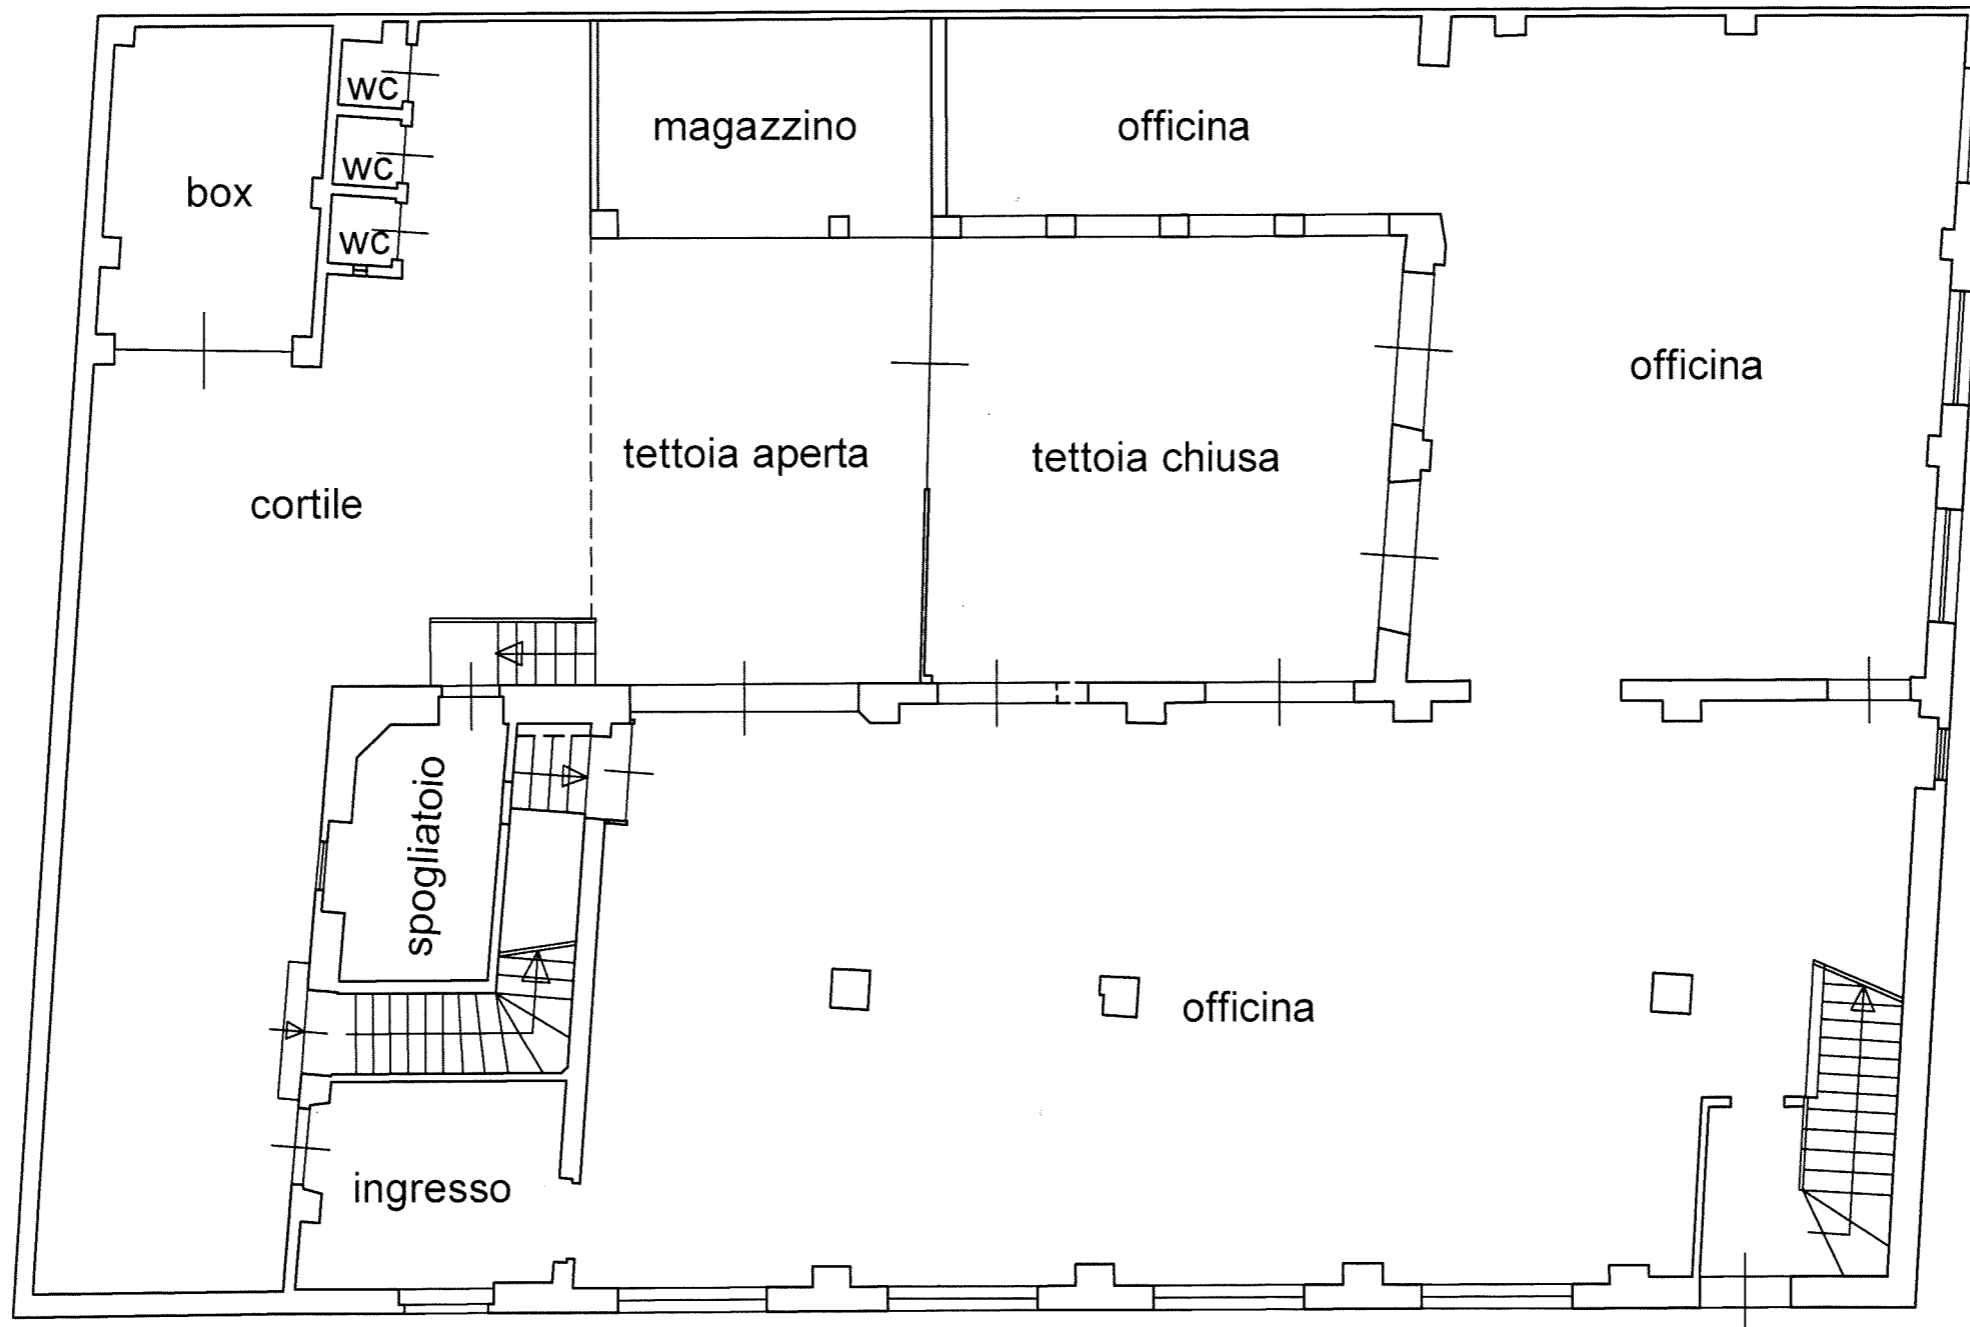 wc
magazzino
officina
wc
box
wc
officina
tettoia aperta
tettoia chiusa
cortile
spogliatoio
officina
ingresso